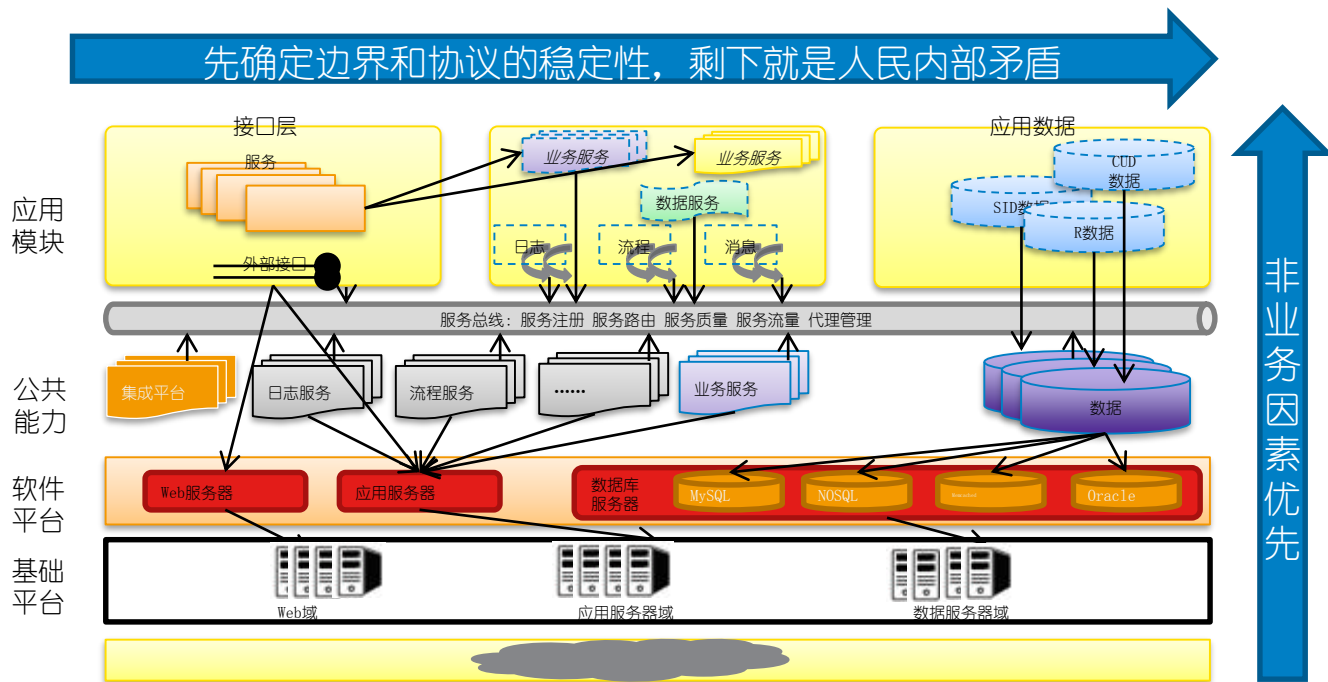 先确定边界和协议的稳定性，剩下就是人民内部矛盾
接口层
服务
外部接口
业务服务
业务服务
数据服务
日志
流程
消息
应用数据
CUD
数据
SID数据
R数据
应用
模块
服务总线：服务注册 服务路由 服务质量 服务流量 代理管理
公共
能力
集成平台
日志服务
流程服务
……
业务服务
数据
软件
平台
Web服务器
应用服务器
数据库
服务器
MySQL
NOSQL
Oracle
基础
平台
Web域
应用服务器域
数据服务器域
非业务因素优先